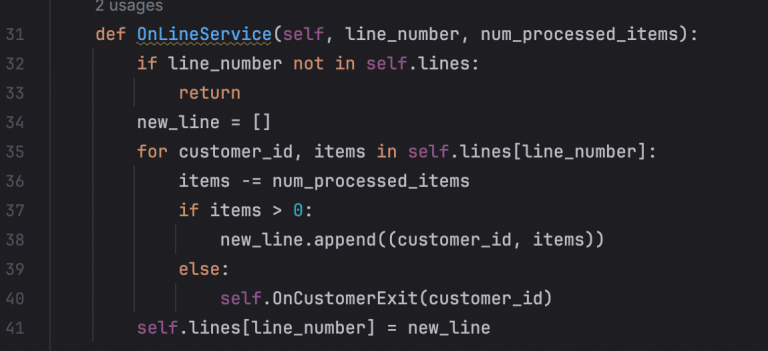 2 usages
31 def OnLineService(self, line_number, num_processed_items):
32 if line_number not in self.lines:
33 return
34 new_line = []
35 for customer_id, items in self.lines[line_number]:
36 items -= num_processed_items
37 if items > 0:
38 new_line.append((customer_id, items))
39 else:
40 self.OnCustomerExit(customer_id)
41 self.lines[line_number] = new_line